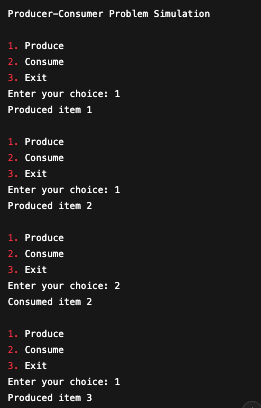 Producer-Consumer Problem Simulation
1. Produce
2. Consume
3. Exit
Enter your choice: 1
Produced item 1
1. Produce
2. Consume
3. Exit
Enter your choice: 1
Produced item 2
1. Produce
2. Consume
3. Exit
Enter your choice: 2
Consumed item 2
1. Produce
2. Consume
3. Exit
Enter your choice: 1
Produced item 3